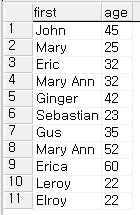 first age
1 John 45
2 Mary 25
3 Eric 32
4 Mary Ann 32
5 Ginger 42
6 Sebastian 23
7 Gus 35
8 Mary Ann 52
9 Erica 60
10 Leroy 22
11 Elroy 22